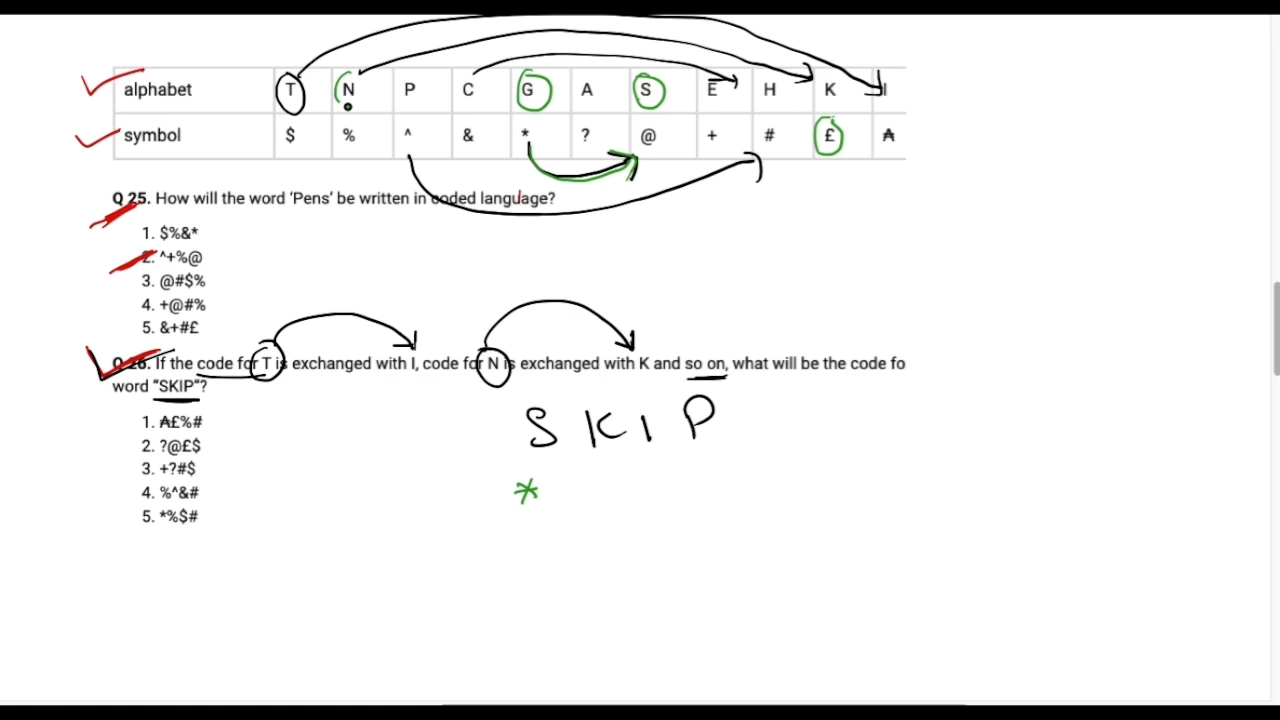 alphabet T N P C G A S E H K I
symbol $ % ^ & * ? @ + # £ ₳
Q 25. How will the word ‘Pens’ be written in coded language?
1. $%&*
2. ^+%@
3. @#$%
4. +@#%
5. &+#£
Q 26. If the code for T is exchanged with I, code for N is exchanged with K and so on, what will be the code fo
word “SKIP”?
1. ₳£%#
2. ?@£$
3. +?#$
4. %^&#
5. *%$#
S K I P
*